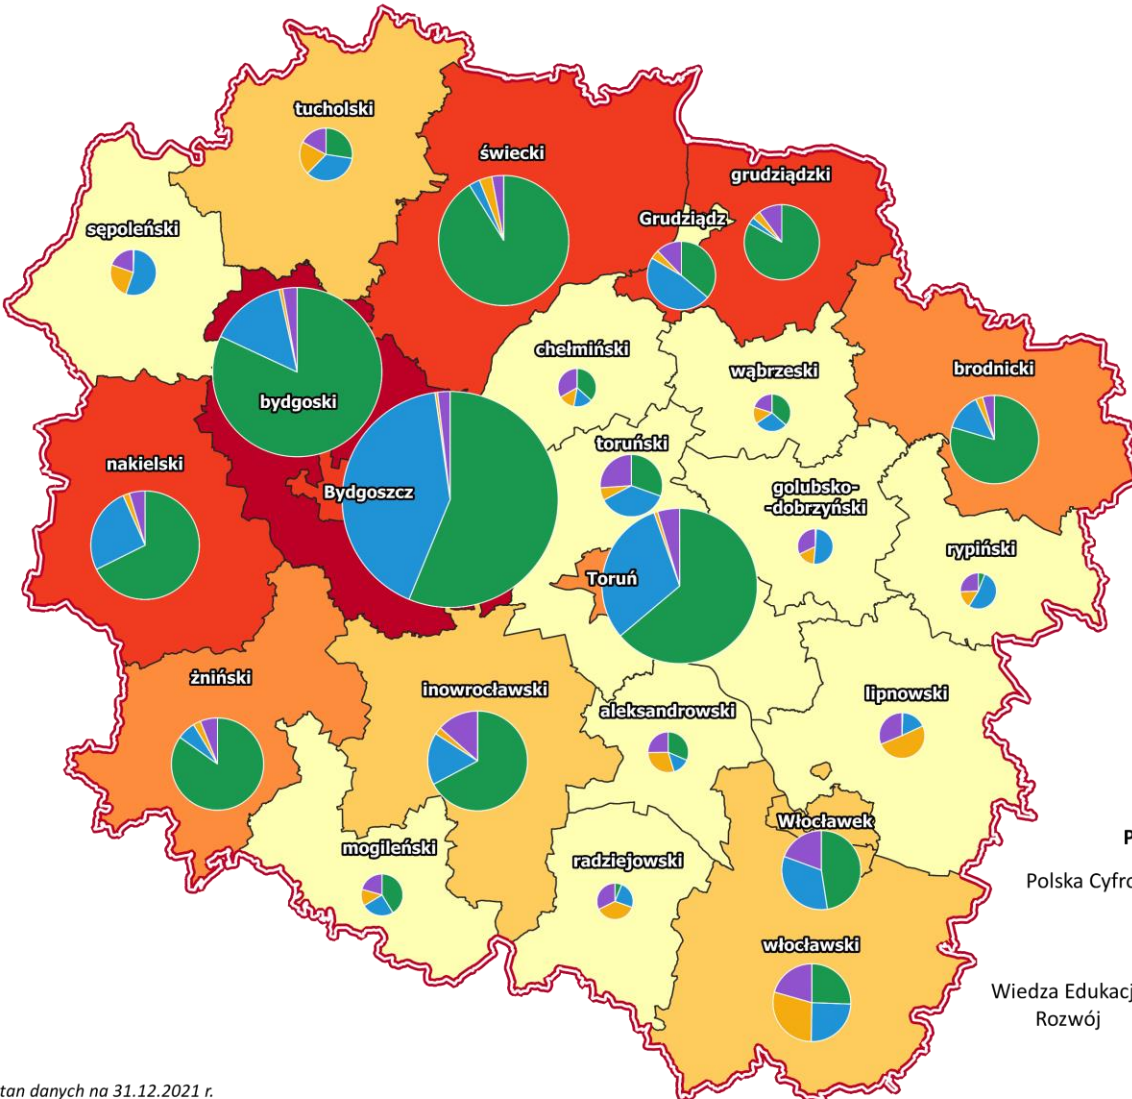 tucholski
świecki
grudziądzki
Grudziądz
sępoleński
chełmiński
wąbrzeski
brodnicki
bydgoski
toruński
nakielski
Bydgoszcz
golubsko-
-dobrzyński
rypiński
Toruń
żniński
inowrocławski
aleksandrowski
lipnowski
Włocławek
mogileński
radziejowski
P
Polska Cyfro
włocławski
Wiedza Edukacj
Rozwój
tan danych na 31.12.2021 r.